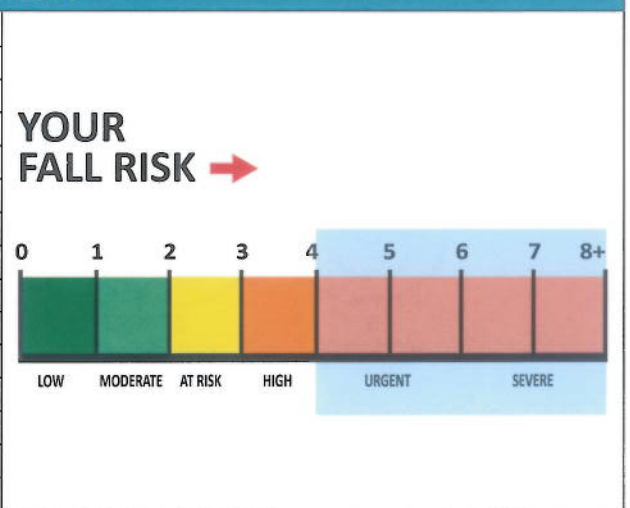 YOUR
FALL RISK
0 1 2 3 4 5 6 7 8+
LOW MODERATE AT RISK HIGH URGENT SEVERE